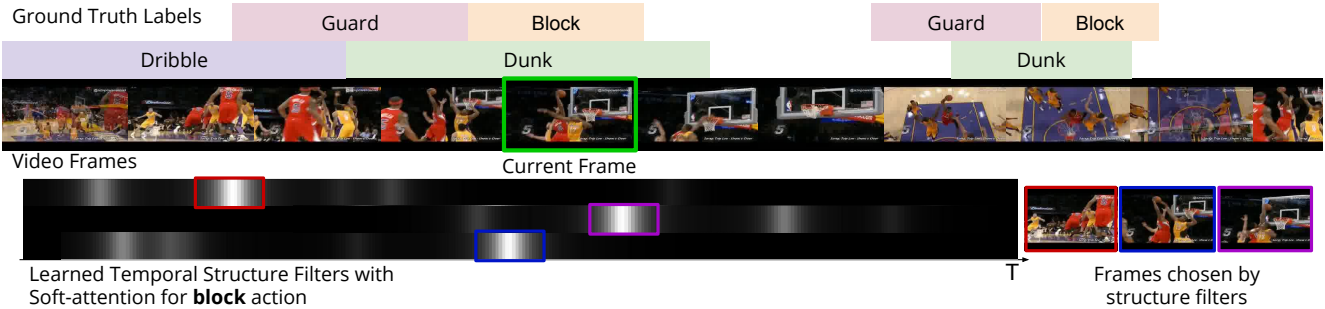 Ground Truth Labels
Guard
Block
Guard
Block
Dribble
Dunk
Dunk
Video Frames
Current Frame
T
Learned Temporal Structure Filters with
Soft-attention for block action
Frames chosen by
structure filters